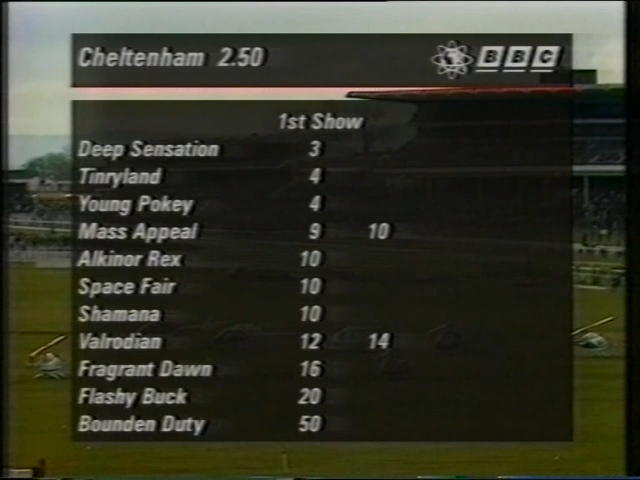 Cheltenham 2.50 BBC
1st Show
Deep Sensation 3
Tinryland 4
Young Pokey 4
Mass Appeal 9 10
Alkinor Rex 10
Space Fair 10
Shamana 10
Valrodian 12 14
Fragrant Dawn 16
Flashy Buck 20
Bounden Duty 50